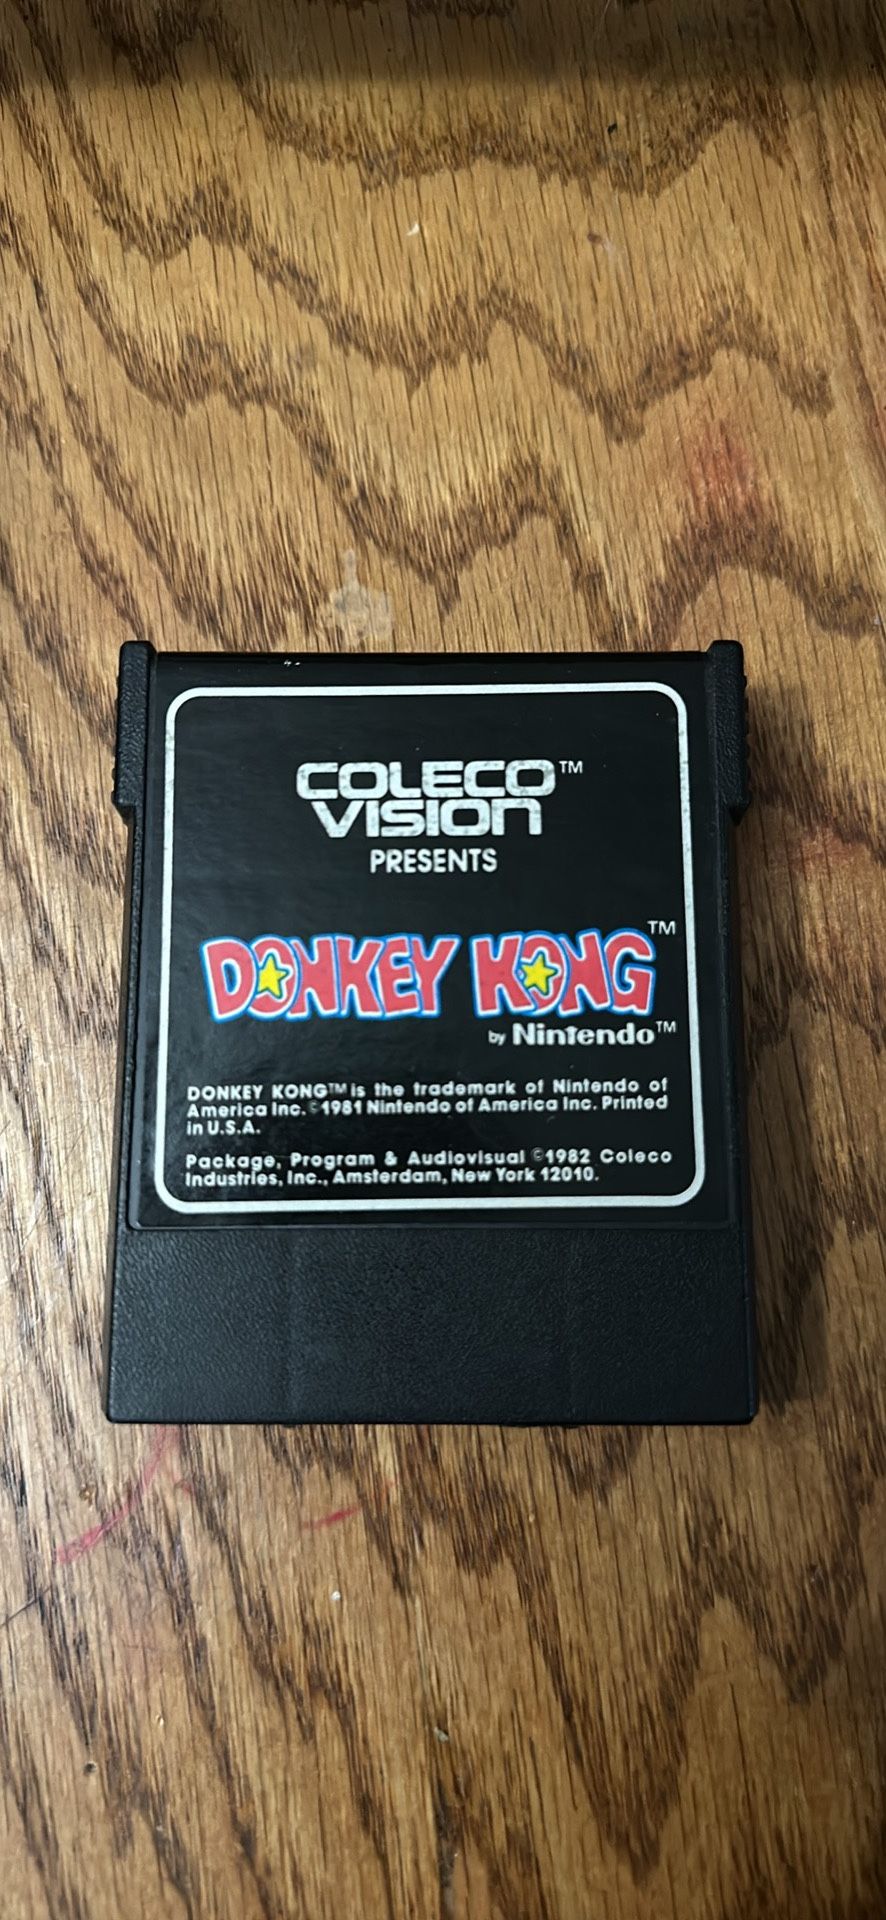 COLECO™
VISION
PRESENTS
DONKEY KONG™
by Nintendo™
DONKEY KONG™ is the trademark of Nintendo of
America Inc. ©1981 Nintendo of America Inc. Printed
in U.S.A.
Package, Program & Audiovisual ©1982 Coleco
Industries, Inc., Amsterdam, New York 12010.